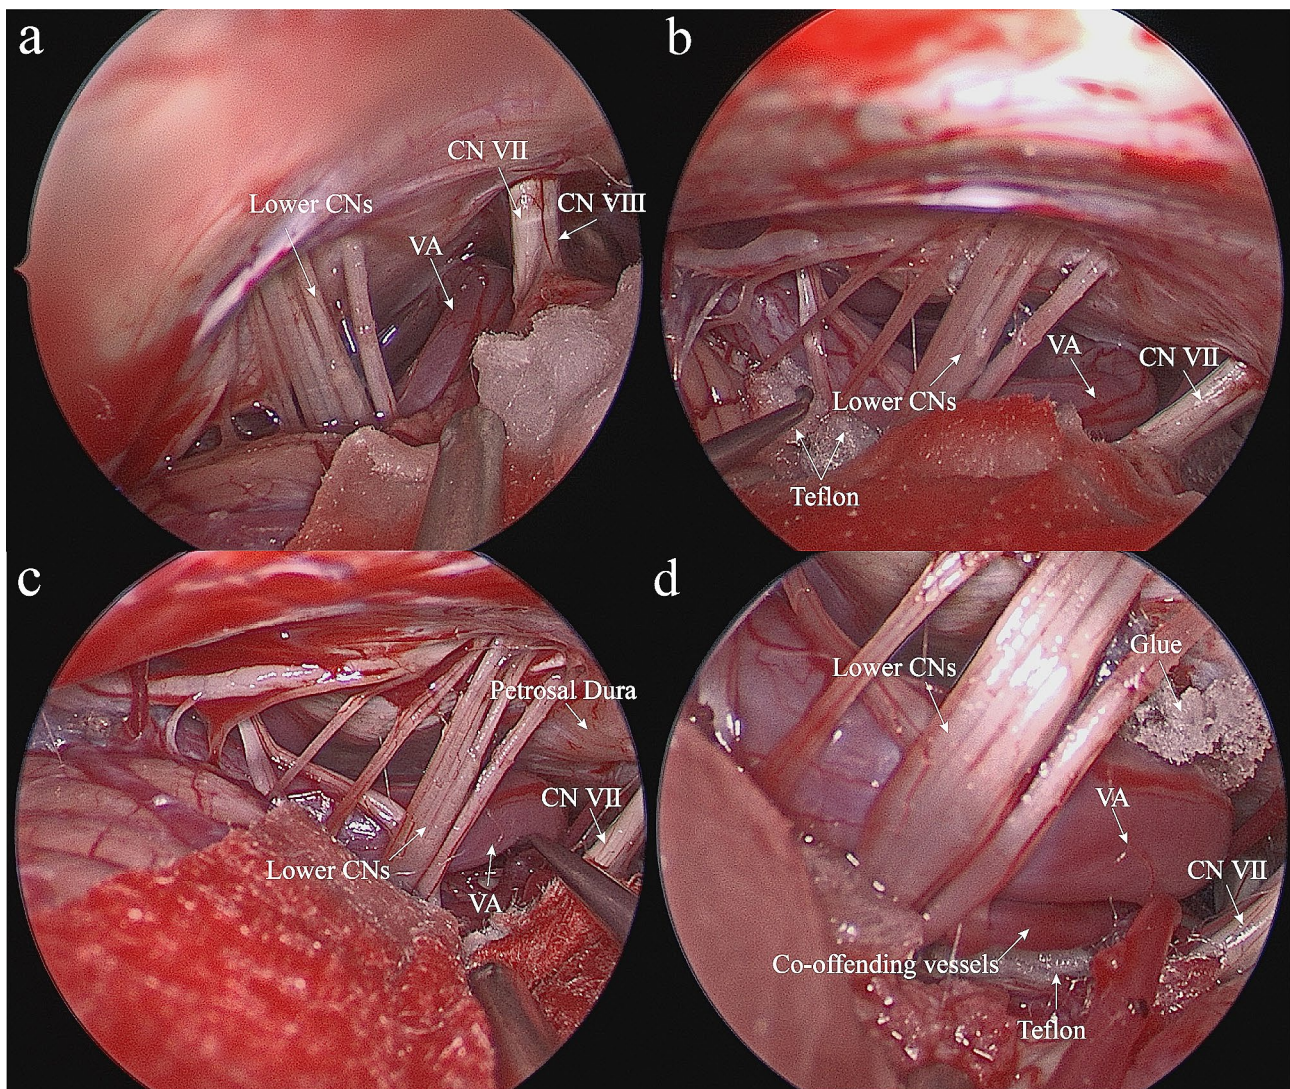 a
CN VII
Lower CNs
CN VIII
VA
b
VA
CN VII
Lower CNs
Teflon
c
Petrosal Dura
CN VII
Lower CNs
VA
d
Glue
Lower CNs
VA
CN VII
Co-offending vessels
Teflon